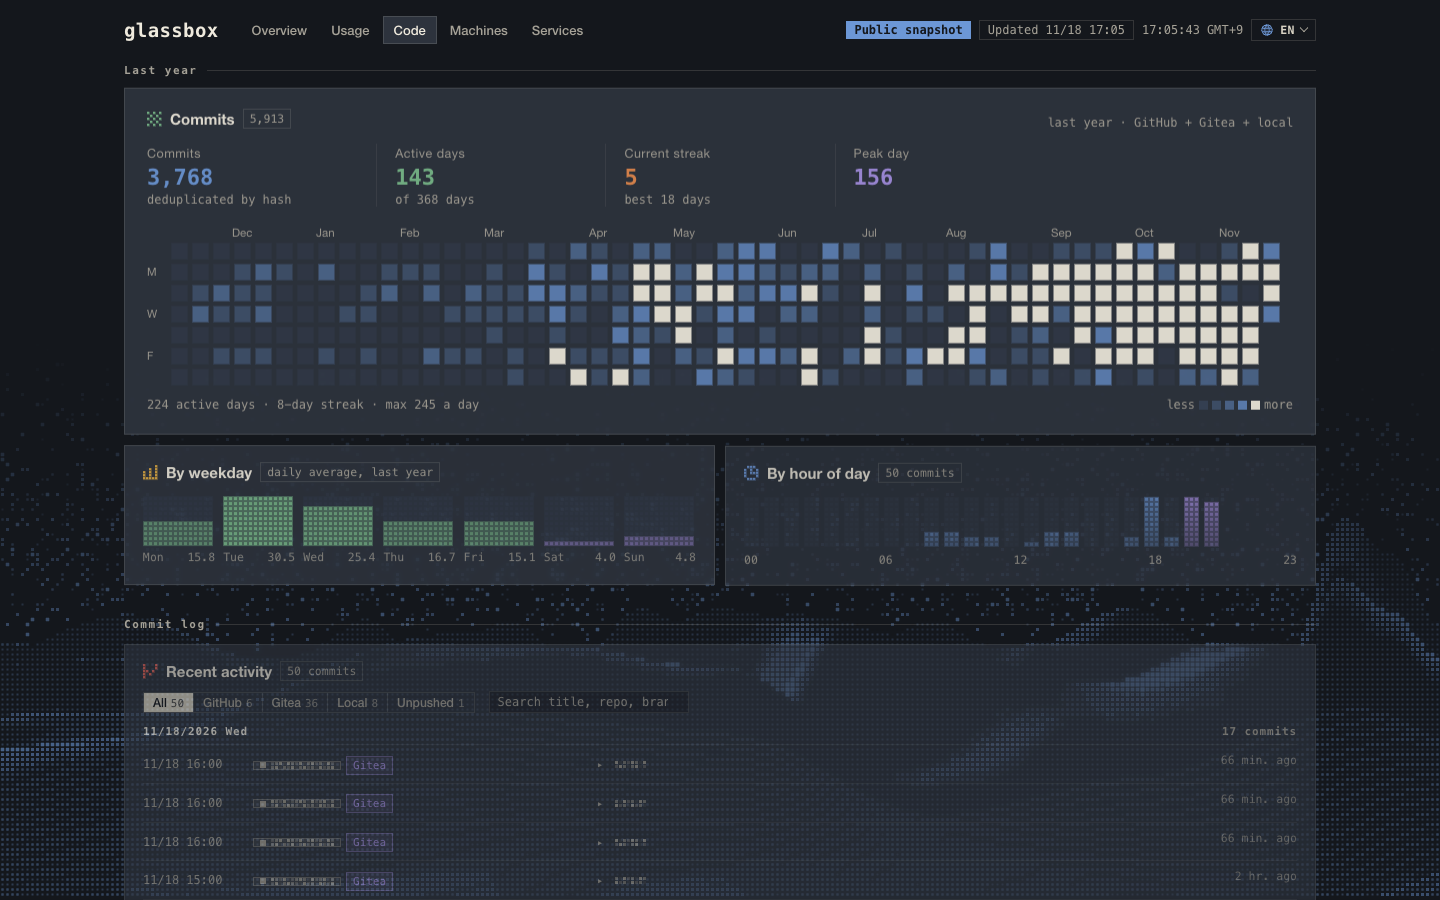 glassbox Overview Usage Code Machines Services Public snapshot Updated 11/18 17:05 17:05:43 GMT+9 EN
Last year
Commits 5,913 last year · GitHub + Gitea + local
Commits Active days Current streak Peak day
3,768 143 5 156
deduplicated by hash of 368 days best 18 days
Dec Jan Feb Mar Apr May Jun Jul Aug Sep Oct Nov
M
W
F
224 active days · 8-day streak · max 245 a day less more
By weekday daily average, last year By hour of day 50 commits
Mon 15.8 Tue 30.5 Wed 25.4 Thu 16.7 Fri 15.1 Sat 4.0 Sun 4.8 00 06 12 18 23
Commit log
Recent activity 50 commits
All 50 GitHub 6 Gitea 36 Local 8 Unpushed 1 Search title, repo, brar
11/18/2026 Wed 17 commits
11/18 16:00 Gitea 66 min. ago
11/18 16:00 Gitea 66 min. ago
11/18 16:00 Gitea 66 min. ago
11/18 15:00 Gitea 2 hr. ago